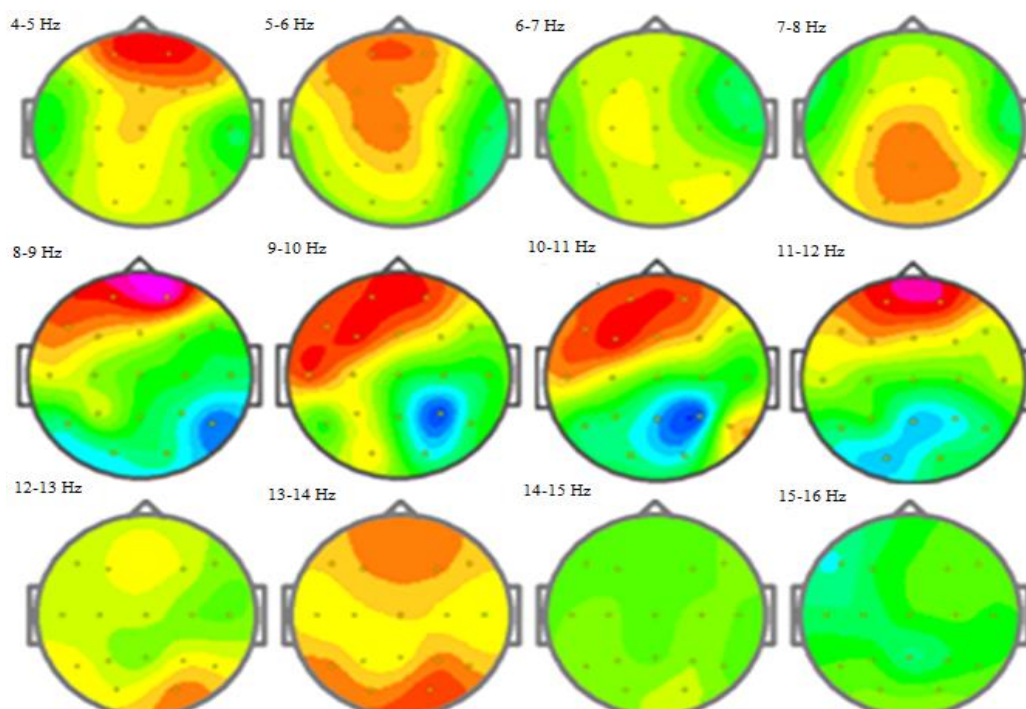 4-5 Hz
5-6 Hz
6-7 Hz
7-8 Hz
8-9 Hz
9-10 Hz
10-11 Hz
11-12 Hz
12-13 Hz
13-14 Hz
14-15 Hz
15-16 Hz